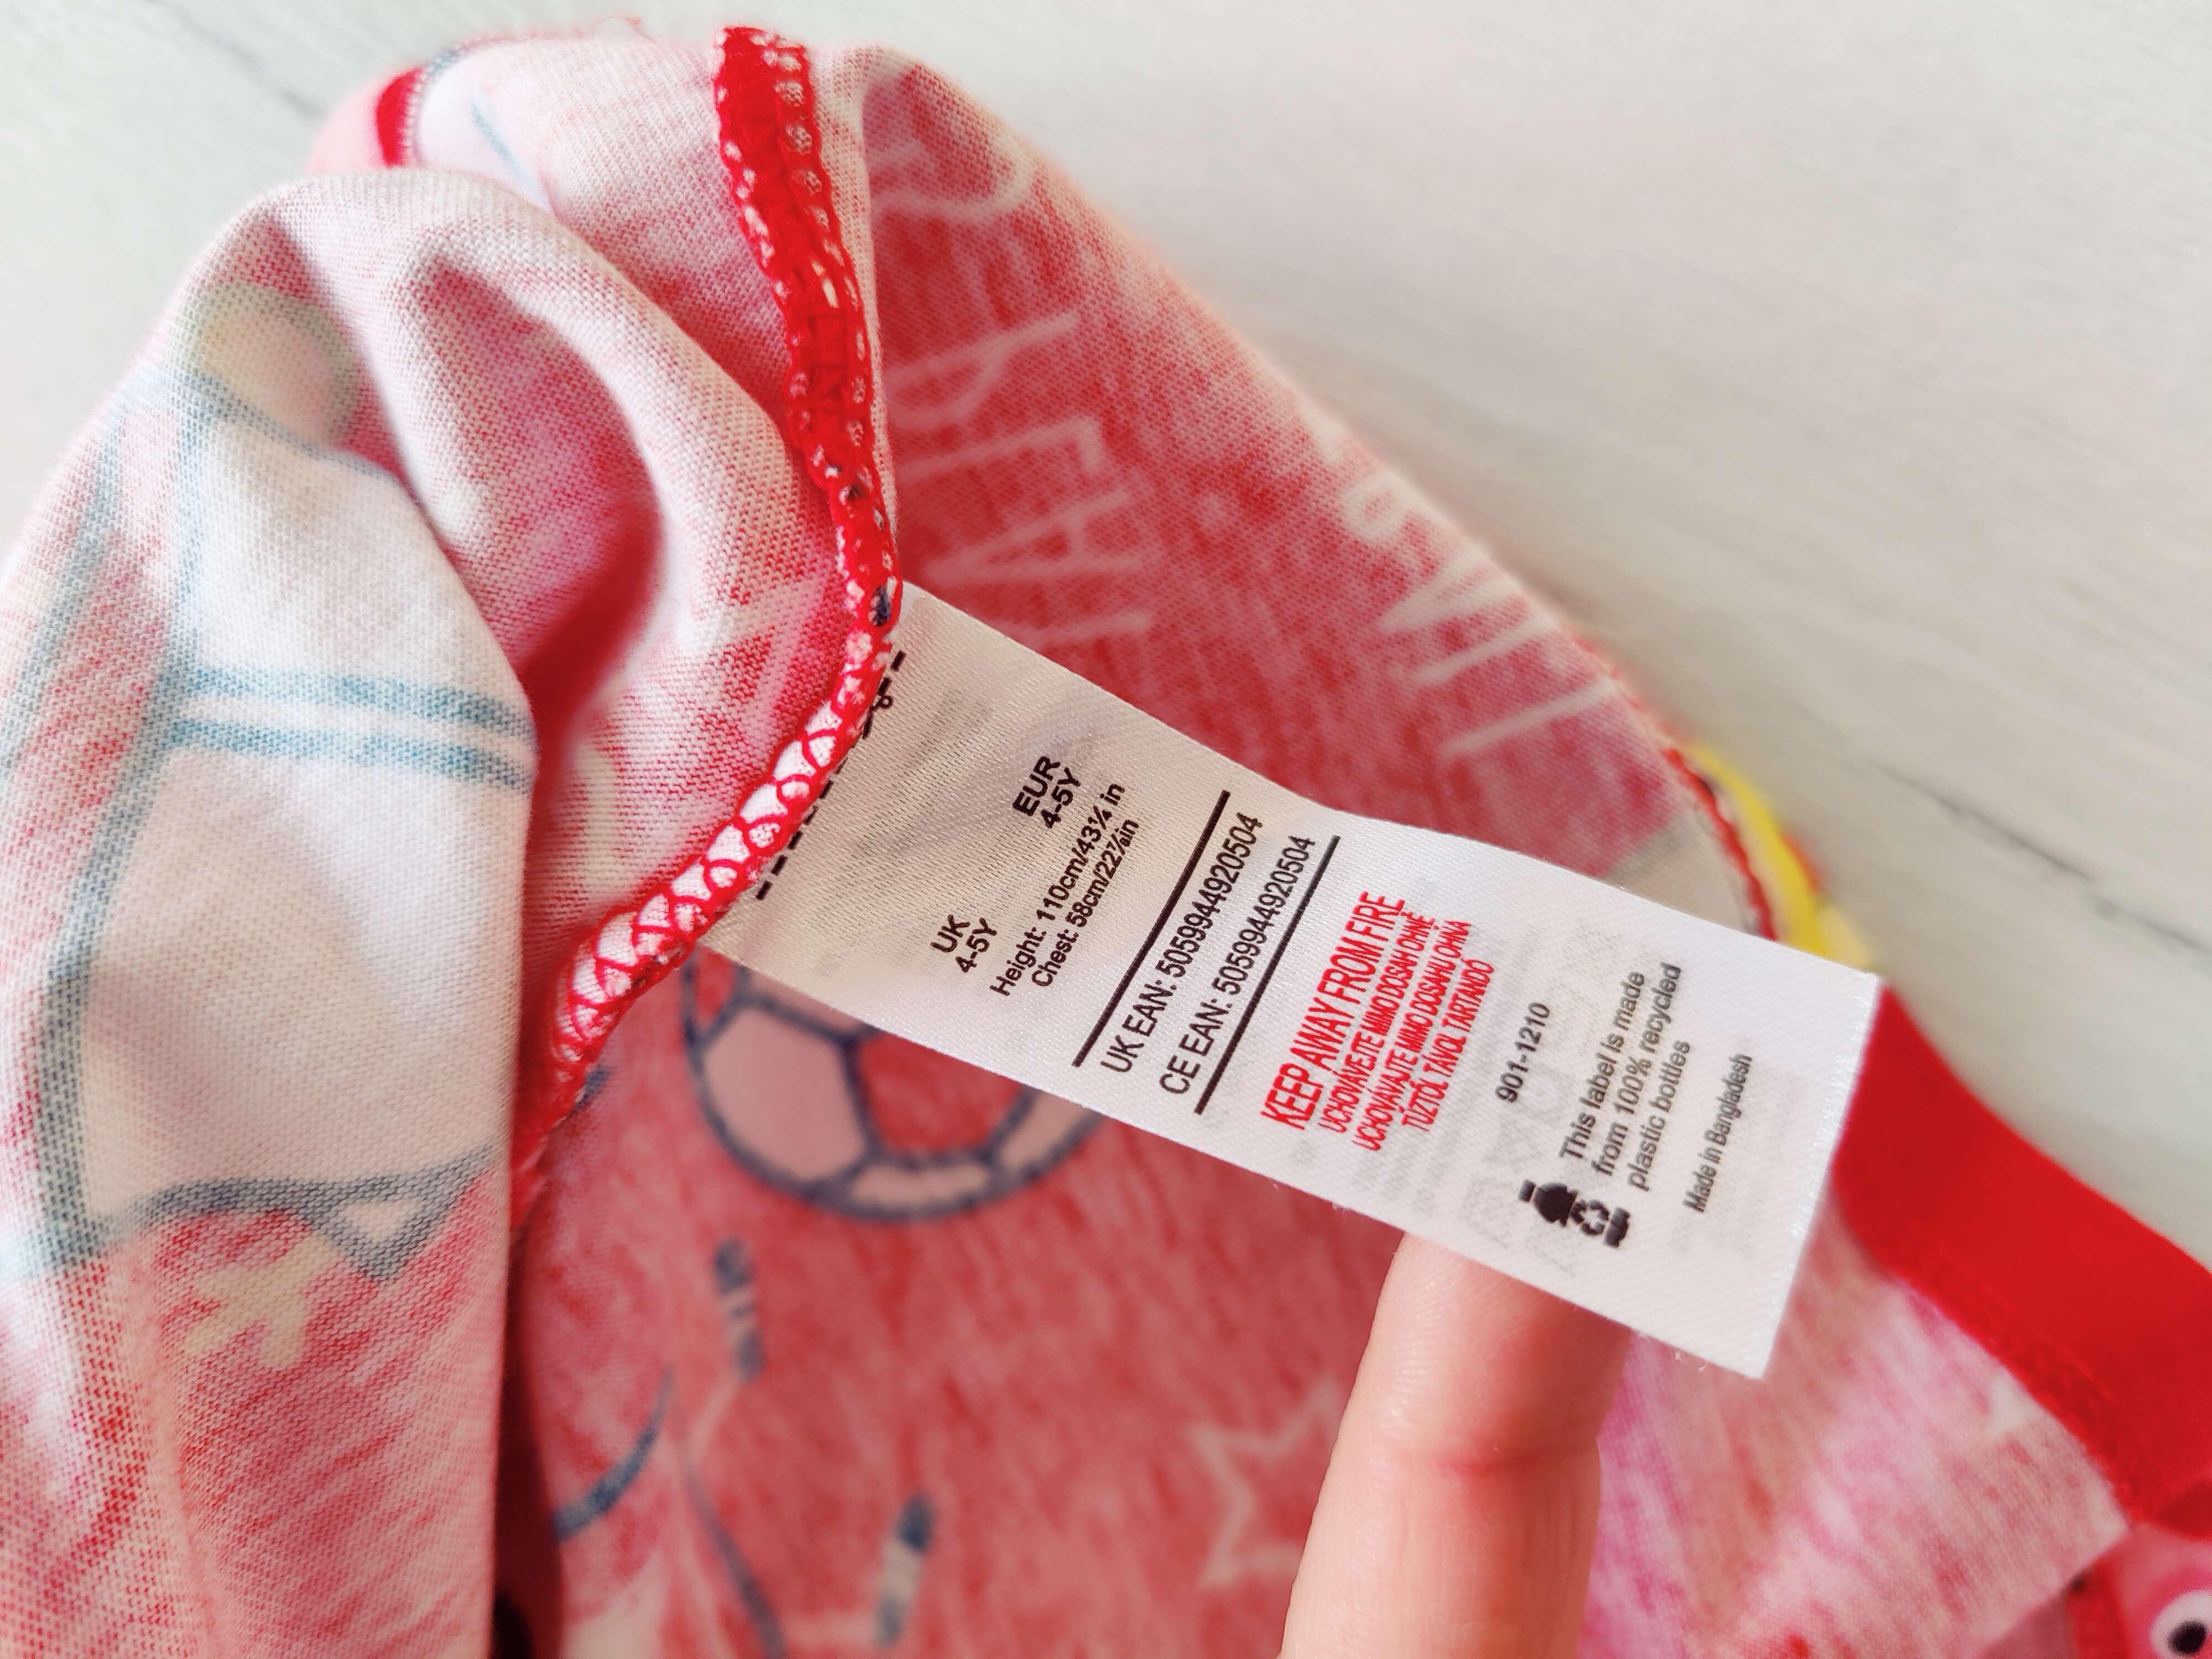 UK EUR
4-5Y 4-5Y
Height: 110cm/43¼ in
Chest: 58cm/22⅞in
UK EAN: 5059944920504
CE EAN: 5059944920504
KEEP AWAY FROM FIRE
UCHOVÁVEJTE MIMO DOSAH OHNĚ
UCHOVÁVAJTE MIMO DOSAHU OHŇA
TŰZTŐL TÁVOL TARTANDÓ
901-1210
This label is made
from 100% recycled
plastic bottles
Made in Bangladesh